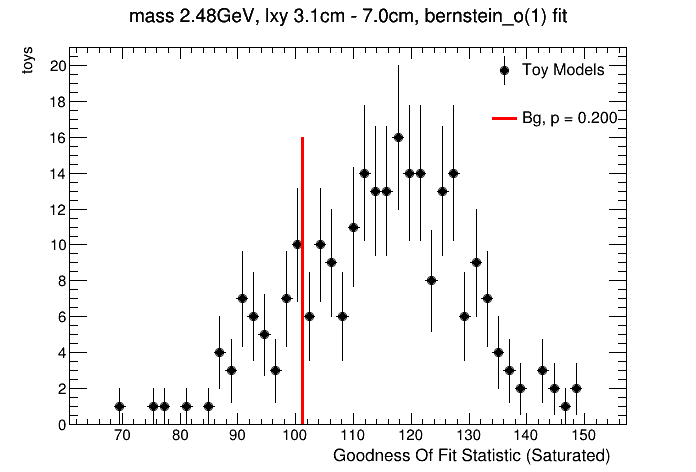 mass 2.48GeV, lxy 3.1cm - 7.0cm, bernstein_o(1) fit
toys
20
18
16
14
12
10
8
6
4
2
0
Toy Models
Bg, p = 0.200
70 80 90 100 110 120 130 140 150
Goodness Of Fit Statistic (Saturated)